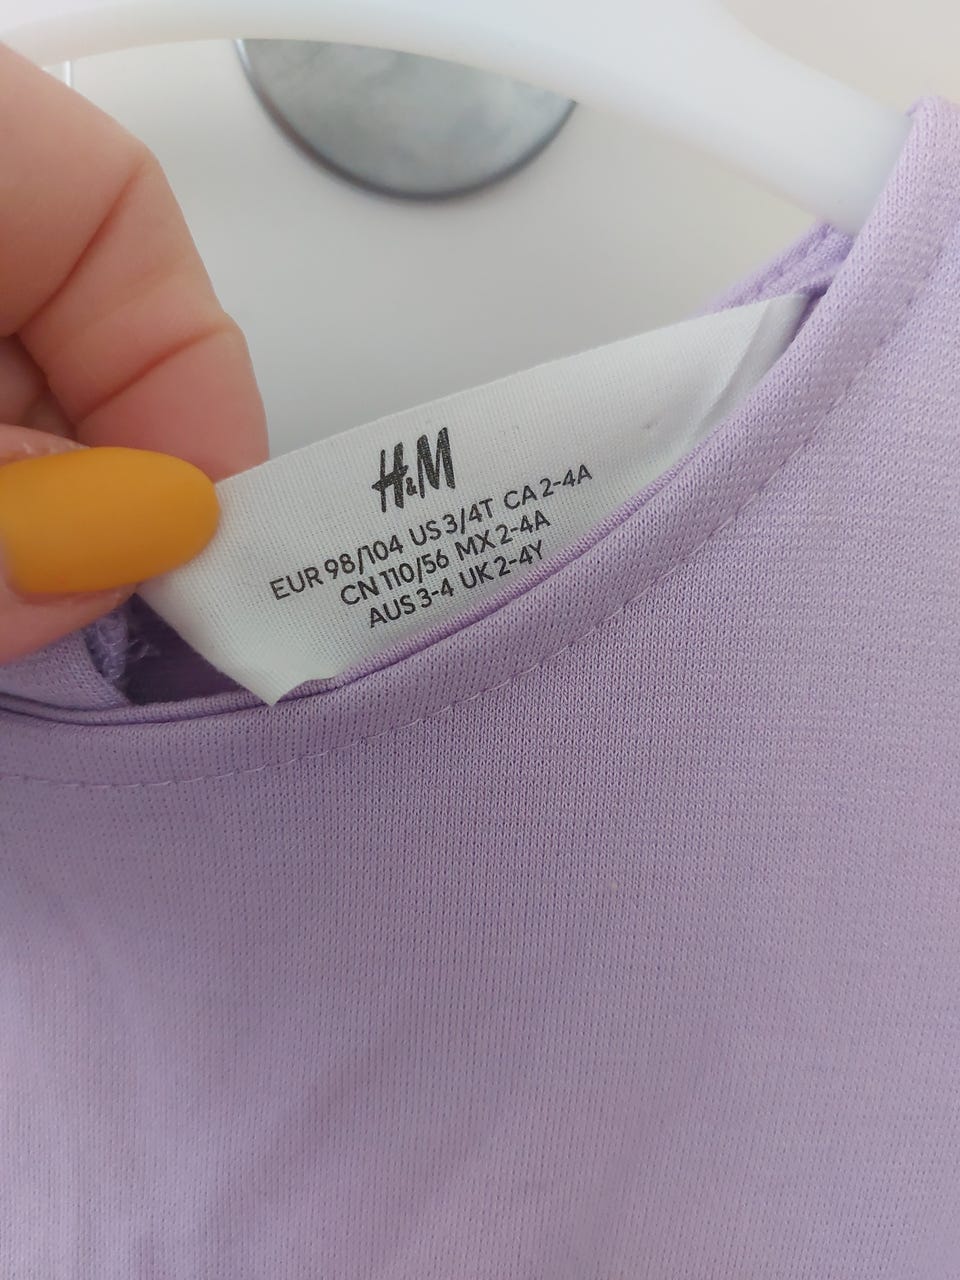 H&M
EUR 98/104 US 3/4T CA 2-4A
CN 110/56 MX 2-4A
AUS 3-4 UK 2-4Y